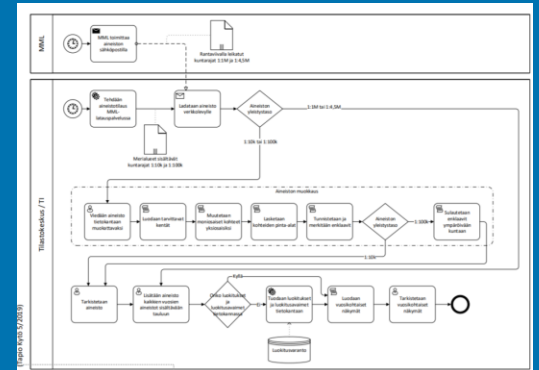 MML
MML toimittaa
aineiston
sähköpostilla
Rantaviivalla leikatut
kuntarajat 1:1M ja 1:4,5M
Tilastokeskus / TI
Tehdään
aineistotilaus
MML-
latauspalvelussa
Ladataan aineisto
verkkolevylle
Aineiston
yleistystaso
1:1M tai 1:4,5M
Merialueet sisältävät
kuntarajat 1:10k ja 1:100k
1:10k tai 1:100k
Aineiston muokkaus
Viedään aineisto
tietokantaan
muokattavaksi
Luodaan tarvittavat
kentät
Muutetaan
moniosaiset kohteet
yksiosaisiksi
Lasketaan
kohteiden pinta-alat
Tunnistetaan ja
merkitään enklaavit
Aineiston
yleistystaso
1:100k
Sulautetaan
enklaavit
ympäröivään
kuntaan
1:10k
Tarkistetaan
aineisto
Lisätään aineisto
kaikkien vuosien
aineistot sisältävään
tauluun
Onko luokitukset
ja
luokitusavaimet
tietokannassa
Kyllä
Ei
Tuodaan luokitukset
ja luokitusavaimet
tietokantaan
Luodaan
vuosikohtaiset
näkymät
Tarkistetaan
vuosikohtaiset
näkymät
Luokitusvarasto
(Tapio Kytö 5/2019)